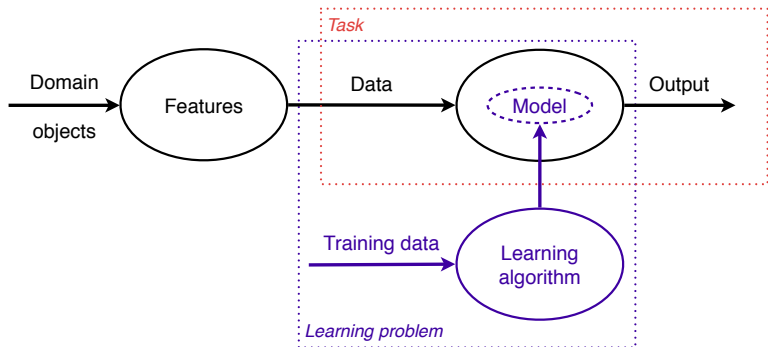 Task
Domain
objects
Features
Data
Model
Output
Training data
Learning
algorithm
Learning problem